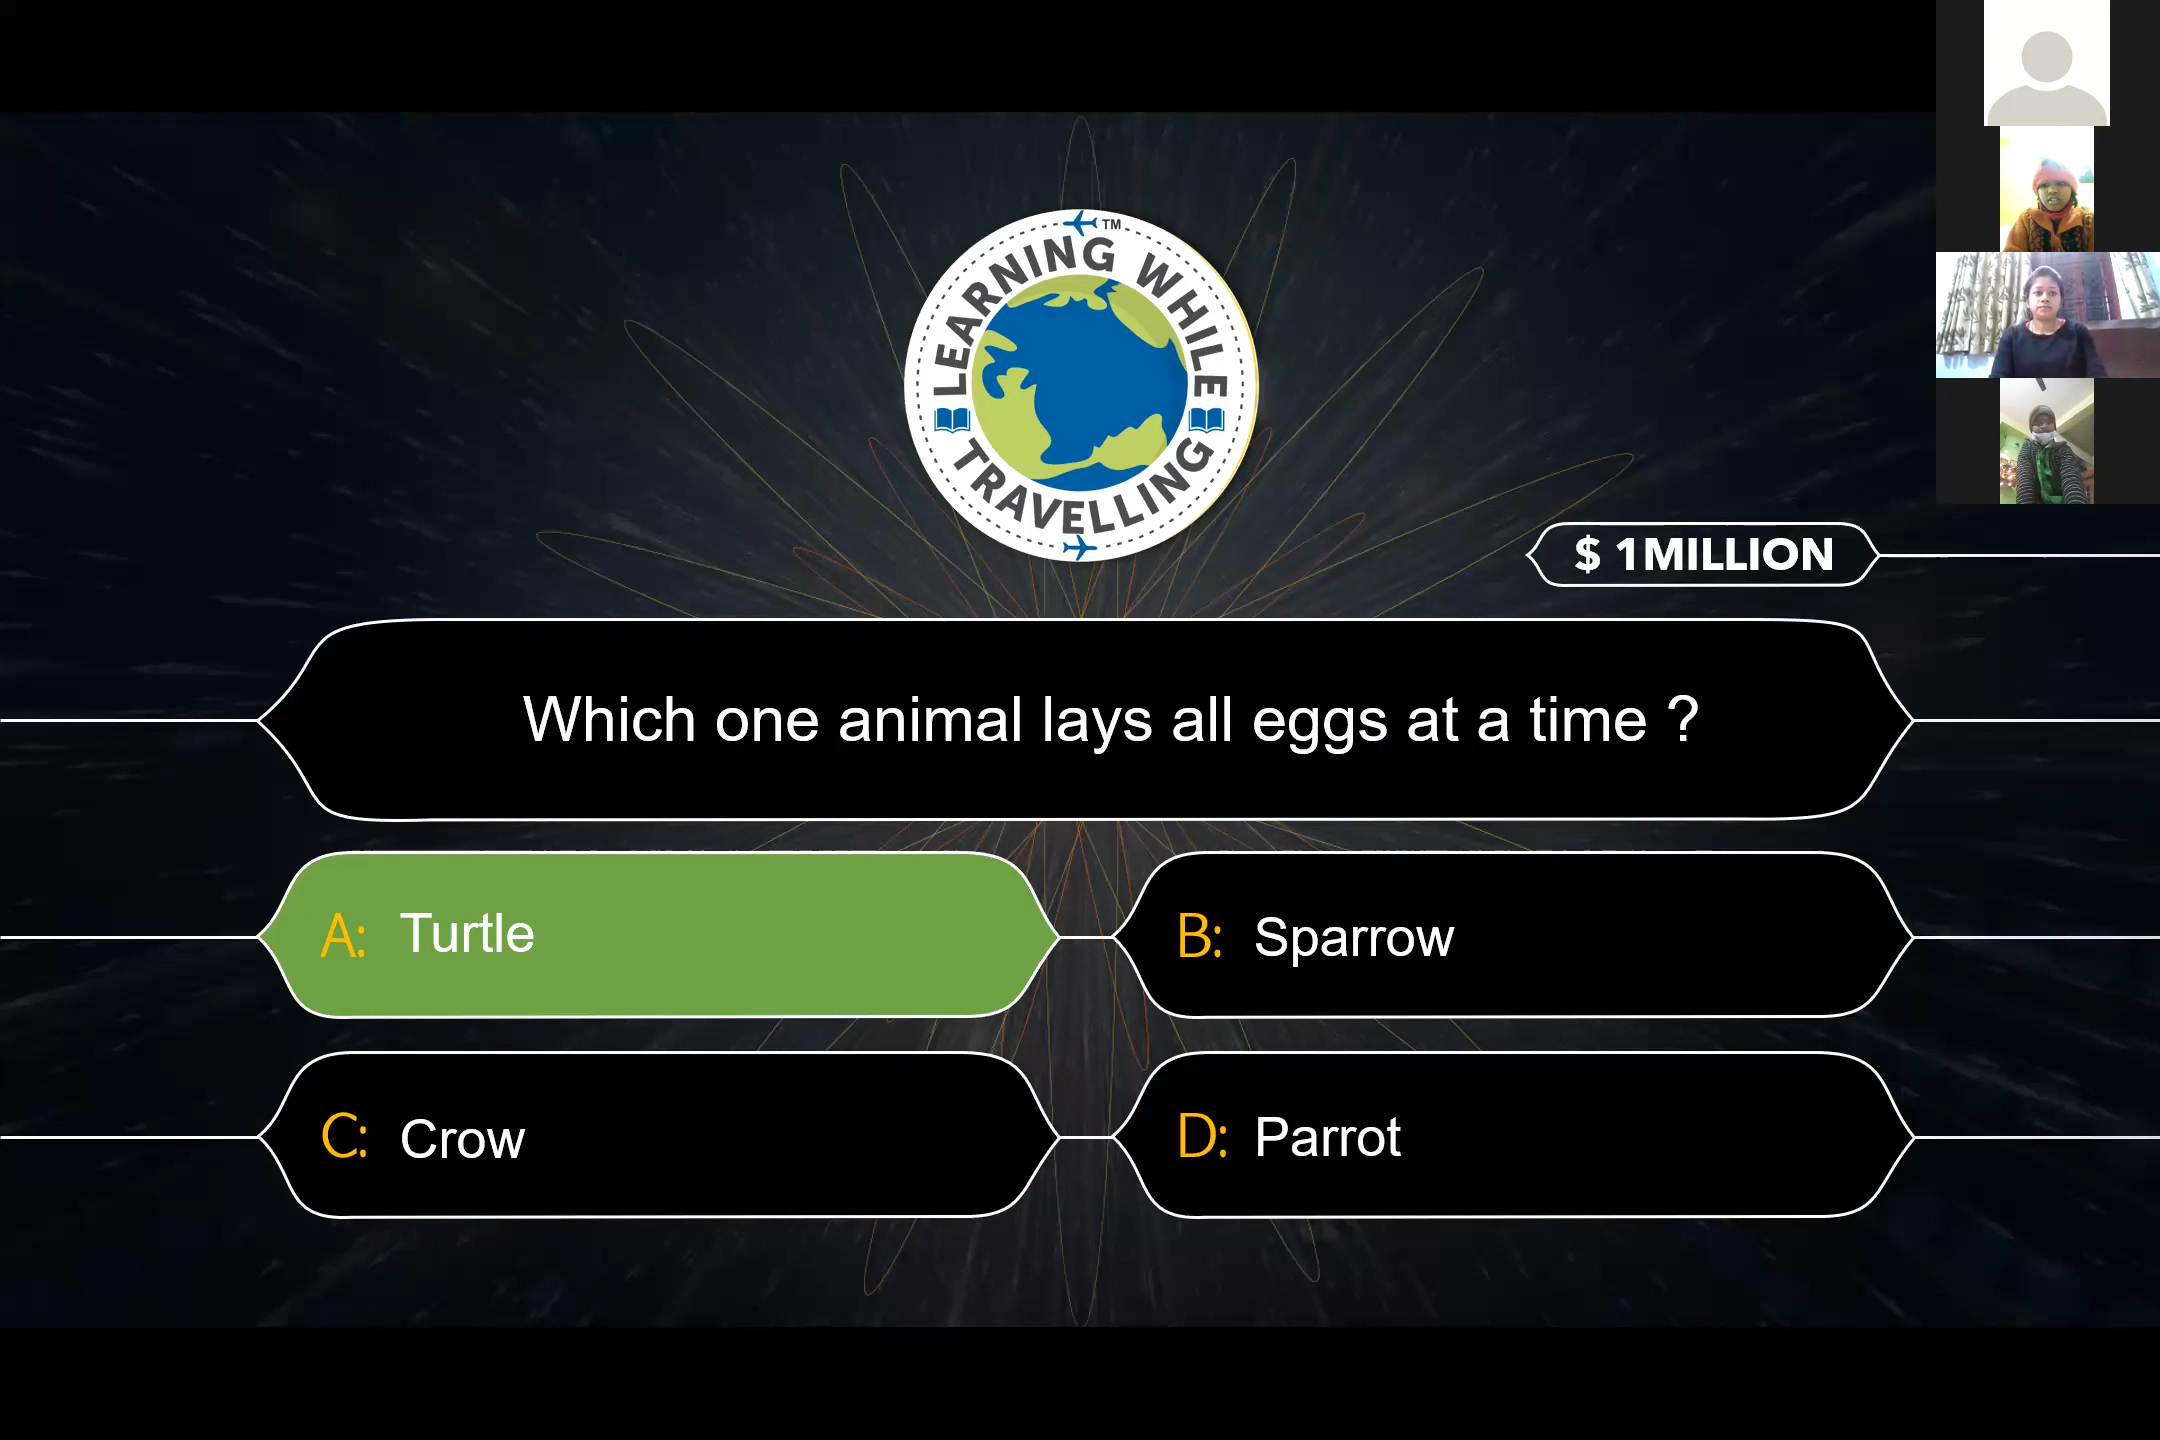 LEARNING WHILE
TM
TRAVELLING
$ 1MILLION
Which one animal lays all eggs at a time ?
A: Turtle
B: Sparrow
C: Crow
D: Parrot